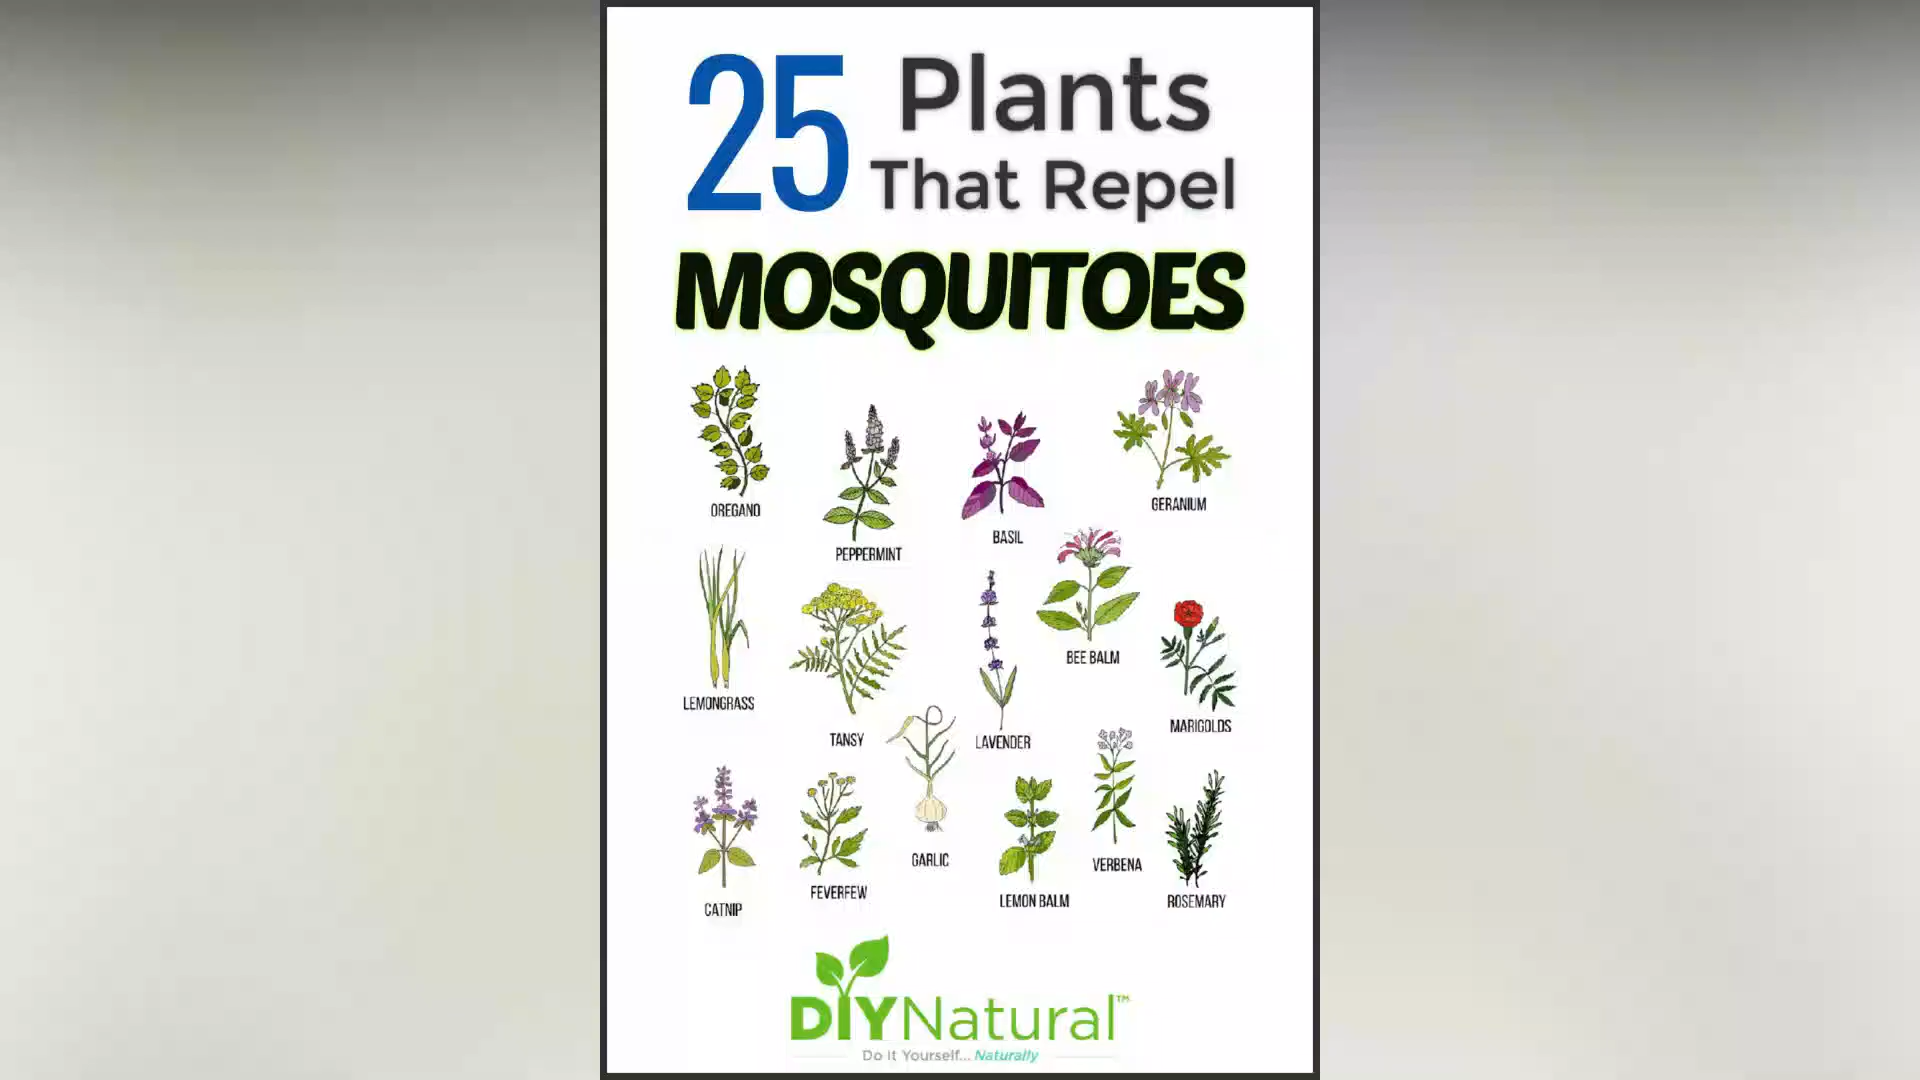 25 Plants
That Repel
MOSQUITOES
OREGANO
PEPPERMINT
BASIL
GERANIUM
LEMONGRASS
TANSY
LAVENDER
BEE BALM
MARIGOLDS
CATNIP
FEVERFEW
GARLIC
LEMON BALM
VERBENA
ROSEMARY
DIYNatural™
Do It Yourself... Naturally